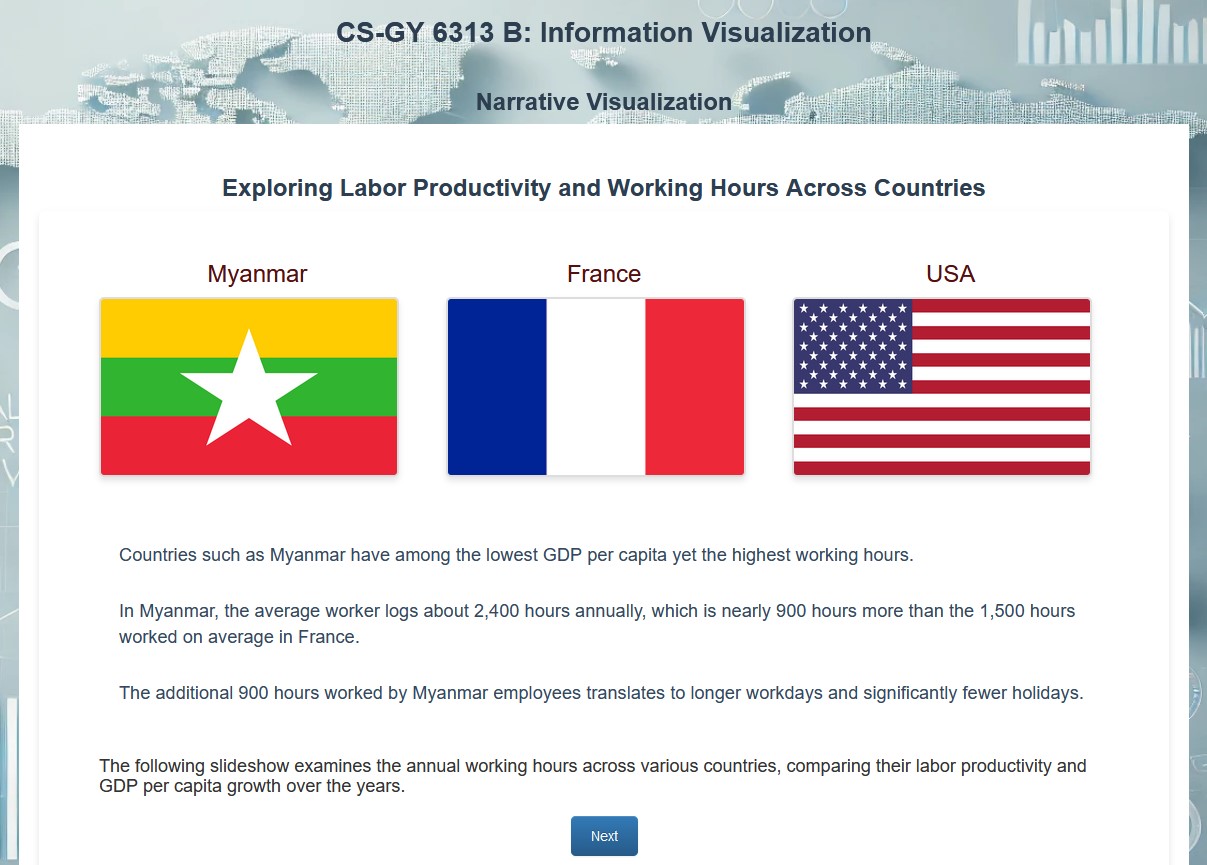 CS-GY 6313 B: Information Visualization
Narrative Visualization
Exploring Labor Productivity and Working Hours Across Countries
Myanmar
France
USA
Countries such as Myanmar have among the lowest GDP per capita yet the highest working hours.
In Myanmar, the average worker logs about 2,400 hours annually, which is nearly 900 hours more than the 1,500 hours
worked on average in France.
The additional 900 hours worked by Myanmar employees translates to longer workdays and significantly fewer holidays.
The following slideshow examines the annual working hours across various countries, comparing their labor productivity and
GDP per capita growth over the years.
Next